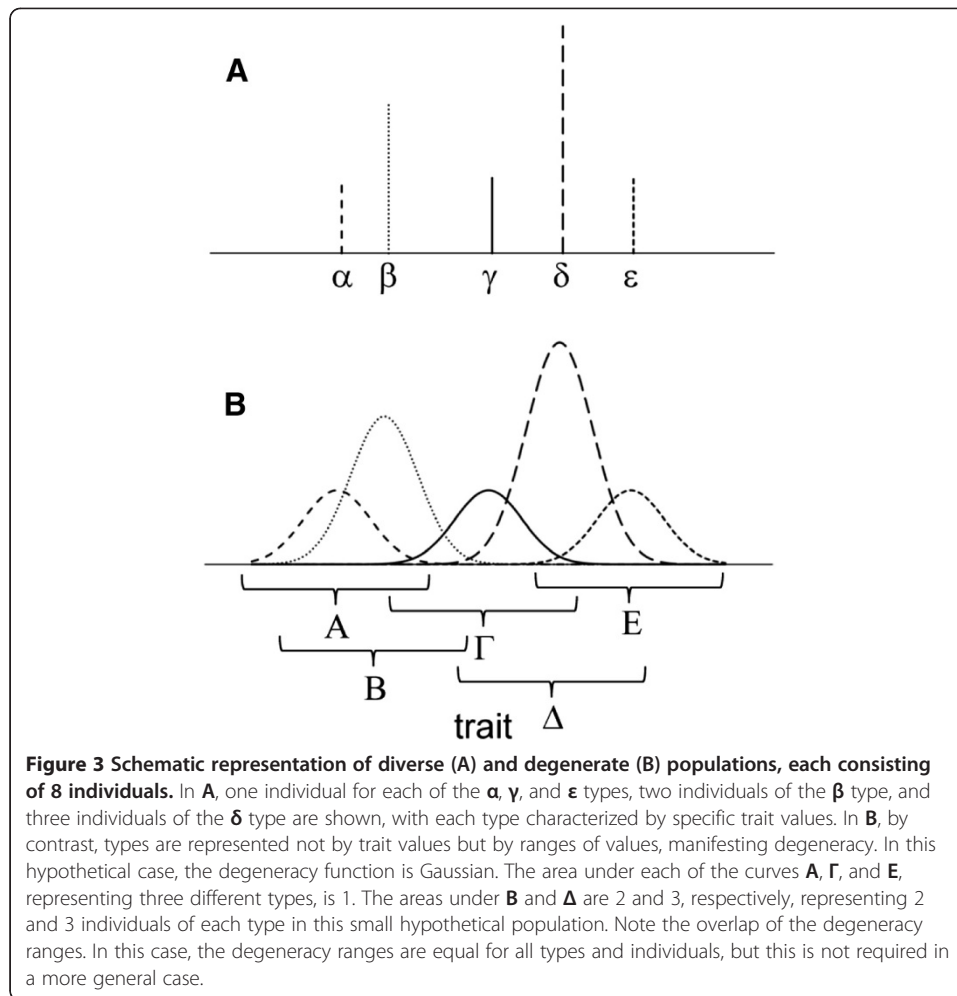 A
α β γ δ ε
B
Α Γ Ε
Β Δ
trait
Figure 3 Schematic representation of diverse (A) and degenerate (B) populations, each consisting
of 8 individuals. In A, one individual for each of the α, γ, and ε types, two individuals of the β type, and
three individuals of the δ type are shown, with each type characterized by specific trait values. In B, by
contrast, types are represented not by trait values but by ranges of values, manifesting degeneracy. In this
hypothetical case, the degeneracy function is Gaussian. The area under each of the curves Α, Γ, and Ε,
representing three different types, is 1. The areas under Β and Δ are 2 and 3, respectively, representing 2
and 3 individuals of each type in this small hypothetical population. Note the overlap of the degeneracy
ranges. In this case, the degeneracy ranges are equal for all types and individuals, but this is not required in
a more general case.